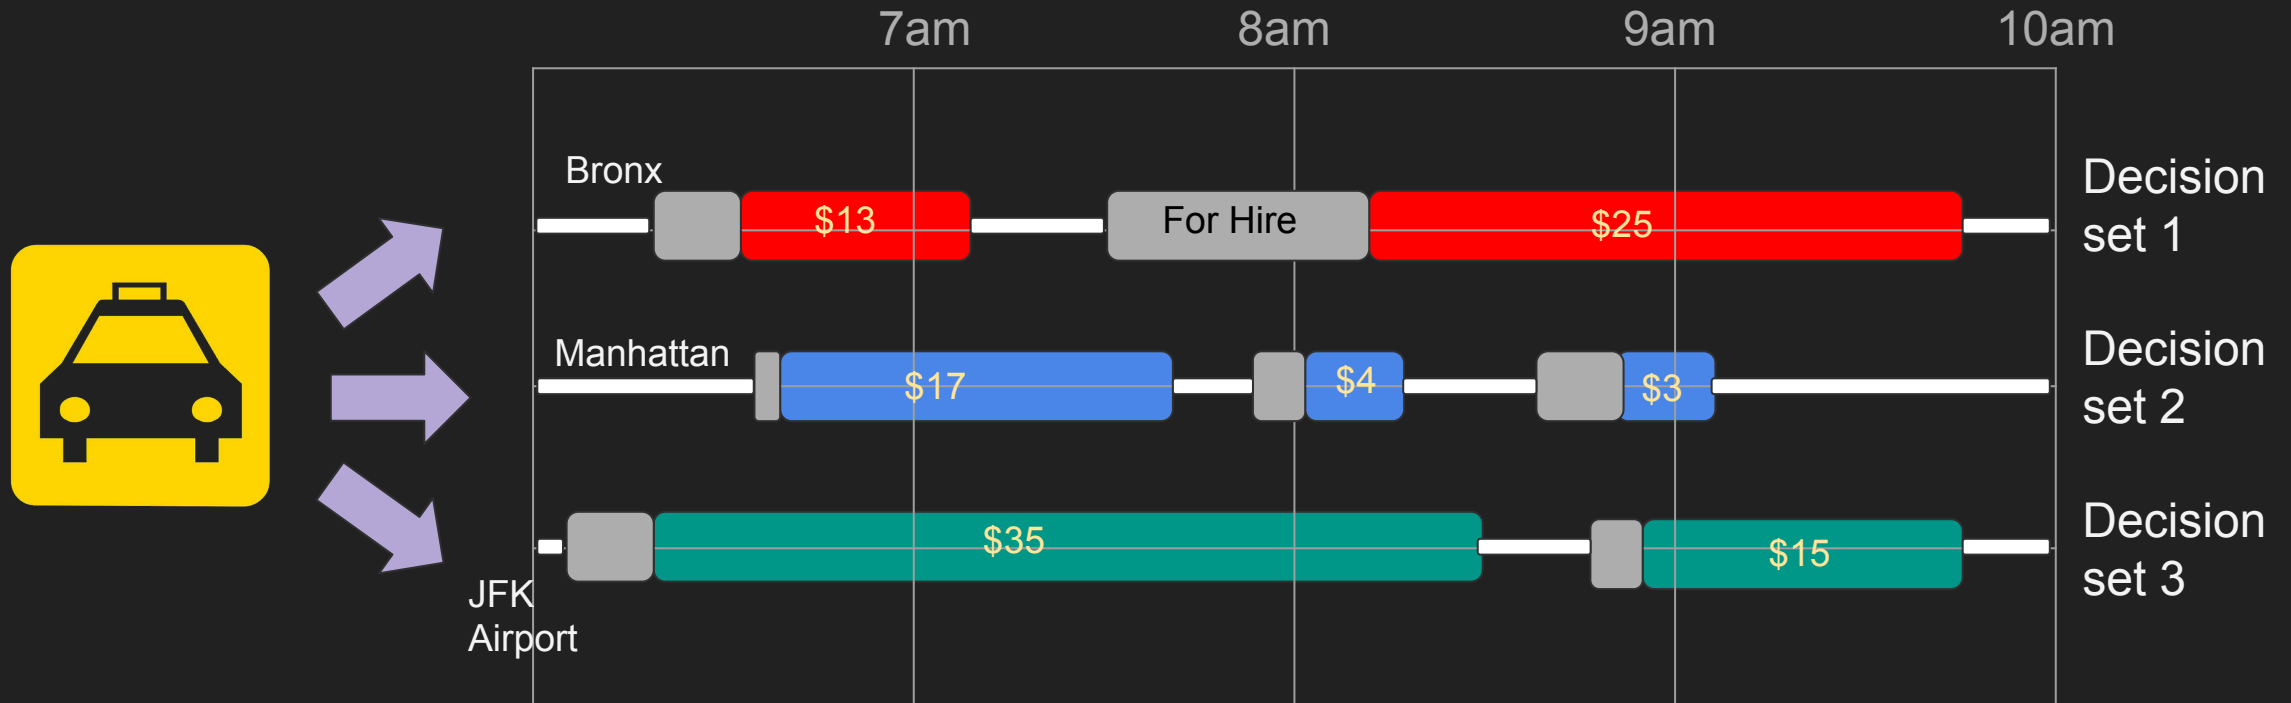 7am 8am 9am 10am
Bronx
$13 For Hire $25
Decision
set 1
Manhattan
$17 $4 $3
Decision
set 2
$35 $15
Decision
set 3
JFK
Airport